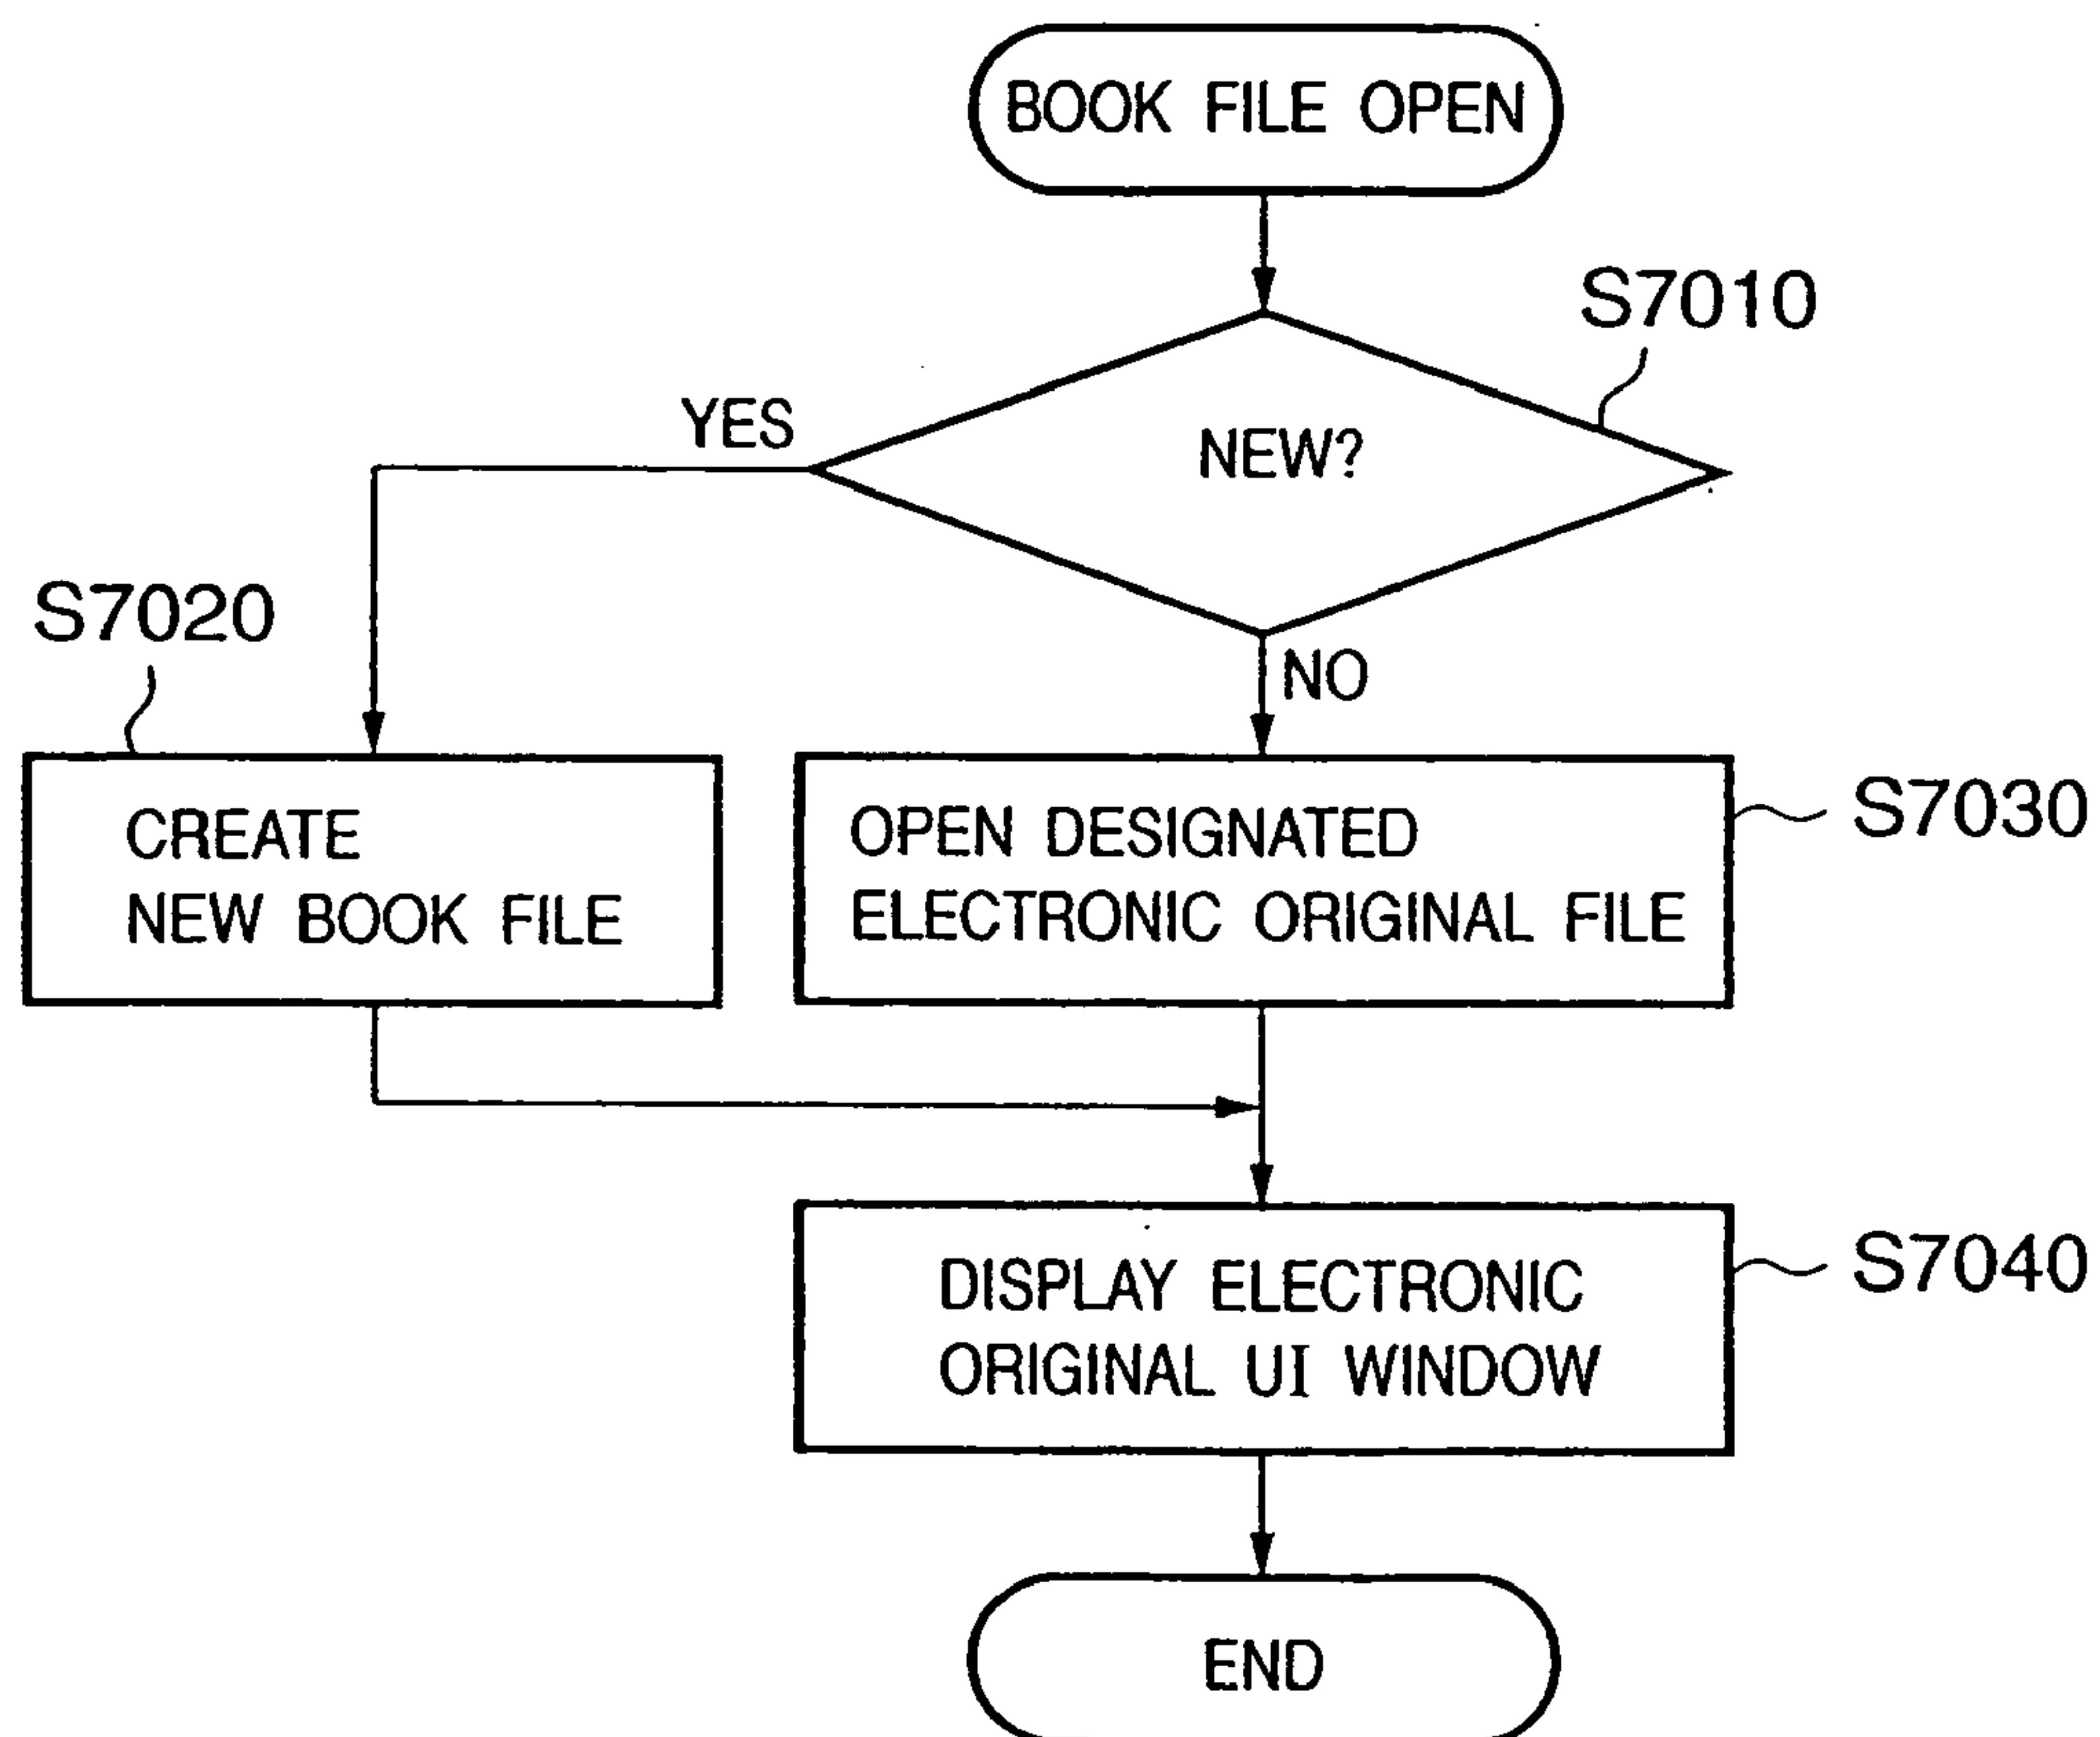 BOOK FILE OPEN
S7010
YES
NEW?
S7020
NO
CREATE
NEW BOOK FILE
OPEN DESIGNATED
ELECTRONIC ORIGINAL FILE
S7030
DISPLAY ELECTRONIC
ORIGINAL UI WINDOW
S7040
END